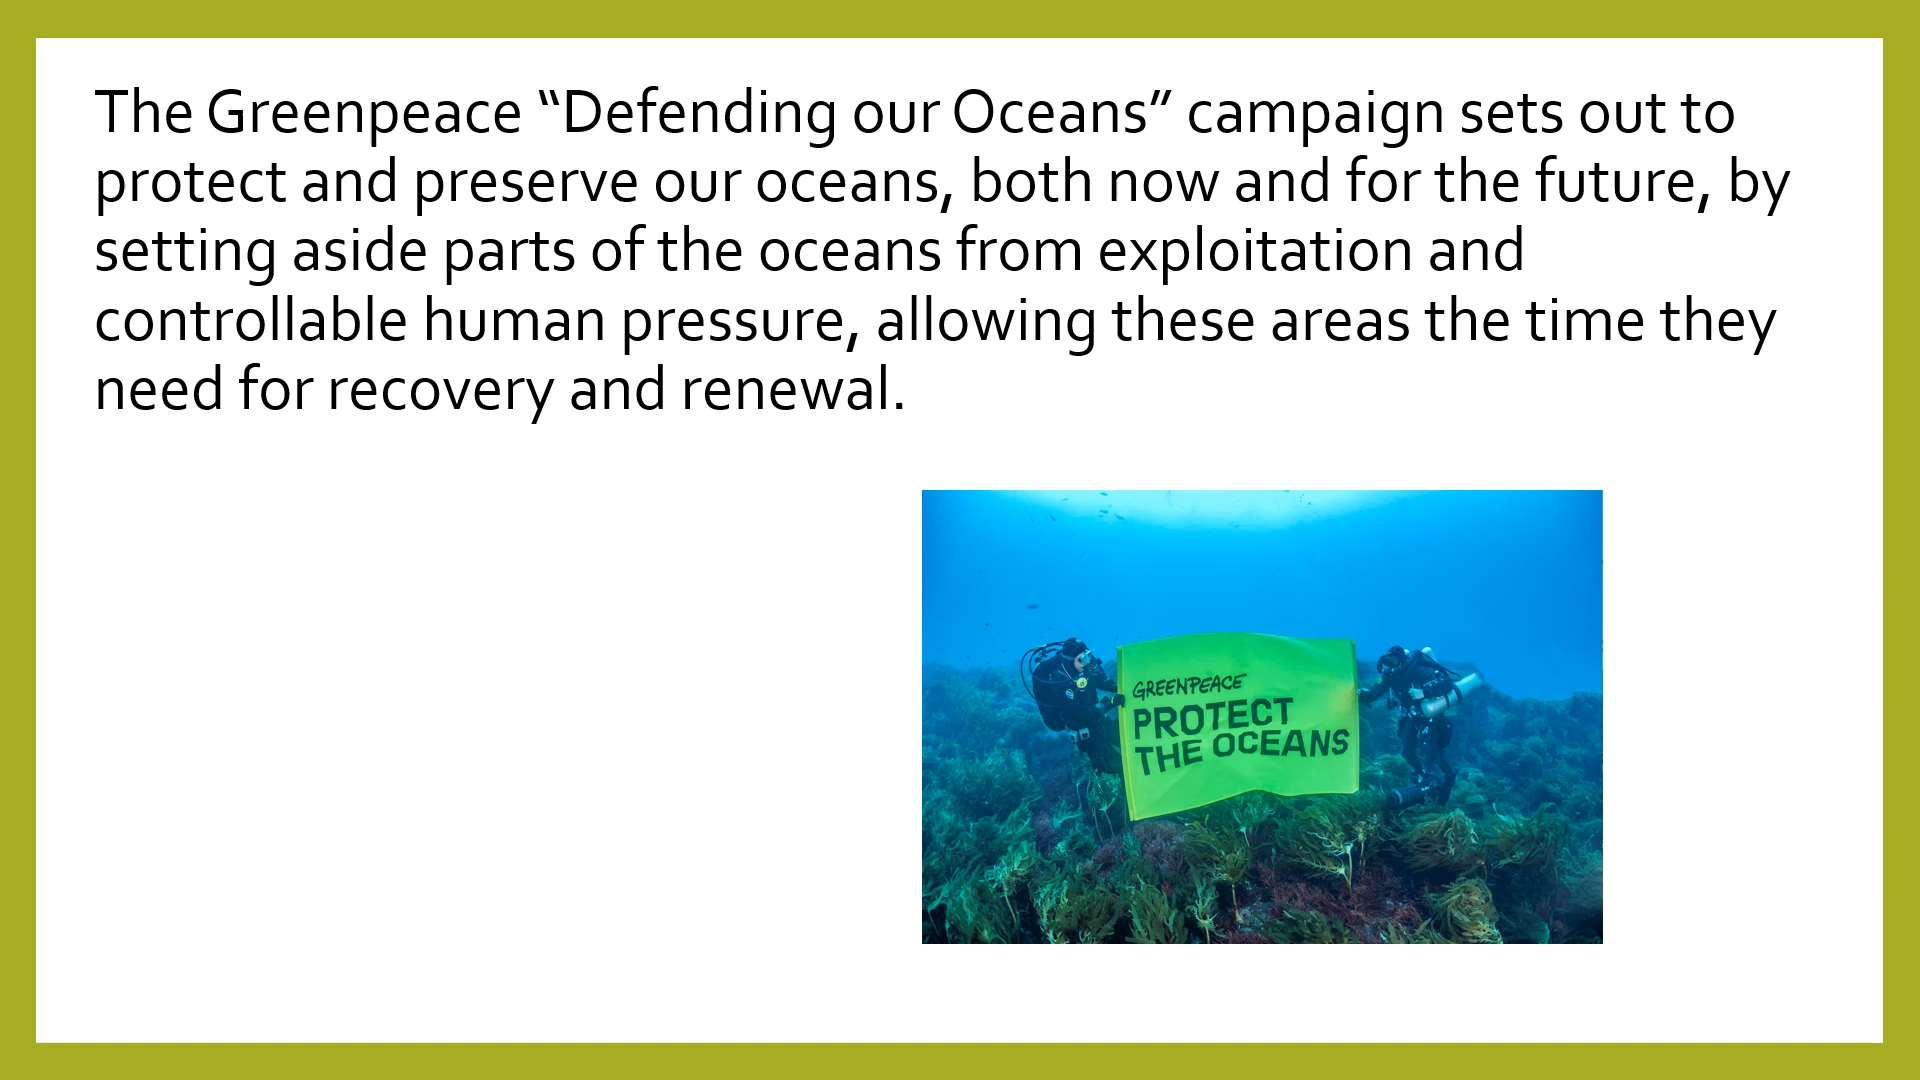 The Greenpeace “Defending our Oceans” campaign sets out to
protect and preserve our oceans, both now and for the future, by
setting aside parts of the oceans from exploitation and
controllable human pressure, allowing these areas the time they
need for recovery and renewal.
GREENPEACE
PROTECT
THE OCEANS